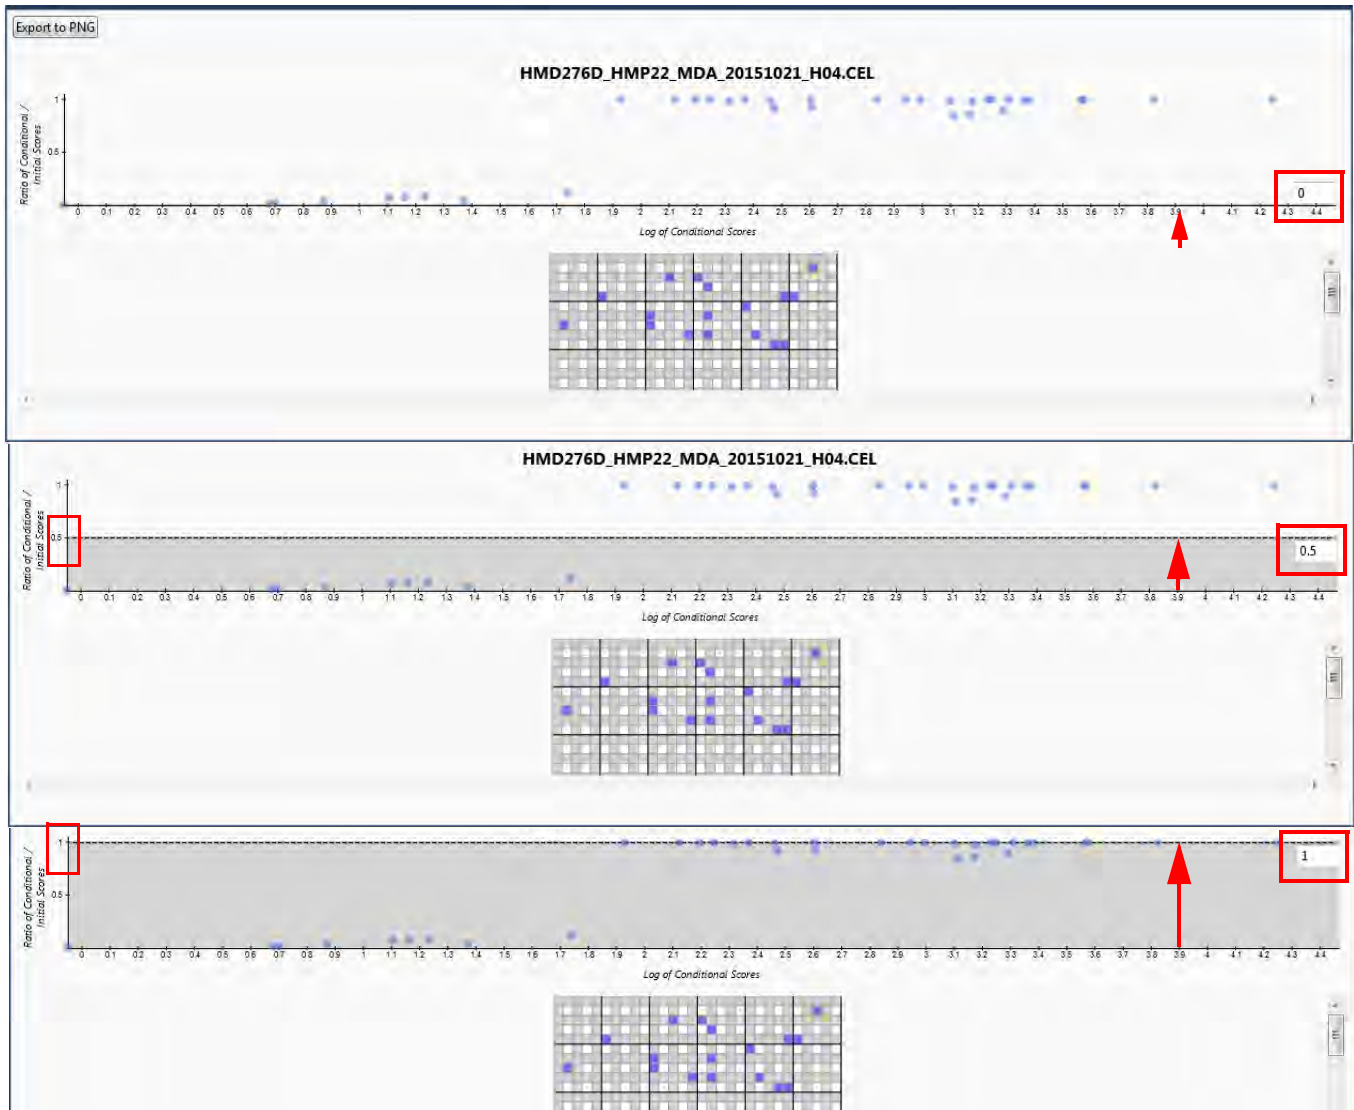 Export to PNG
HMD276D_HMP22_MDA_20151021_H04.CEL
Ratio of Conditional /
Initial Scores
1
0.5
0
0 0.1 0.2 0.3 0.4 0.5 0.6 0.7 0.8 0.9 1 1.1 1.2 1.3 1.4 1.5 1.6 1.7 1.8 1.9 2 2.1 2.2 2.3 2.4 2.5 2.6 2.7 2.8 2.9 3 3.1 3.2 3.3 3.4 3.5 3.6 3.7 3.8 3.9 4 4.1 4.2 4.3 4.4
Log of Conditional Scores
HMD276D_HMP22_MDA_20151021_H04.CEL
Ratio of Conditional /
Initial Scores
1
0.5
0.5
0 0.1 0.2 0.3 0.4 0.5 0.6 0.7 0.8 0.9 1 1.1 1.2 1.3 1.4 1.5 1.6 1.7 1.8 1.9 2 2.1 2.2 2.3 2.4 2.5 2.6 2.7 2.8 2.9 3 3.1 3.2 3.3 3.4 3.5 3.6 3.7 3.8 3.9 4 4.1 4.2 4.3 4.4
Log of Conditional Scores
Ratio of Conditional /
Initial Scores
1
1
0.5
0 0.1 0.2 0.3 0.4 0.5 0.6 0.7 0.8 0.9 1 1.1 1.2 1.3 1.4 1.5 1.6 1.7 1.8 1.9 2 2.1 2.2 2.3 2.4 2.5 2.6 2.7 2.8 2.9 3 3.1 3.2 3.3 3.4 3.5 3.6 3.7 3.8 3.9 4 4.1 4.2 4.3 4.4
Log of Conditional Scores